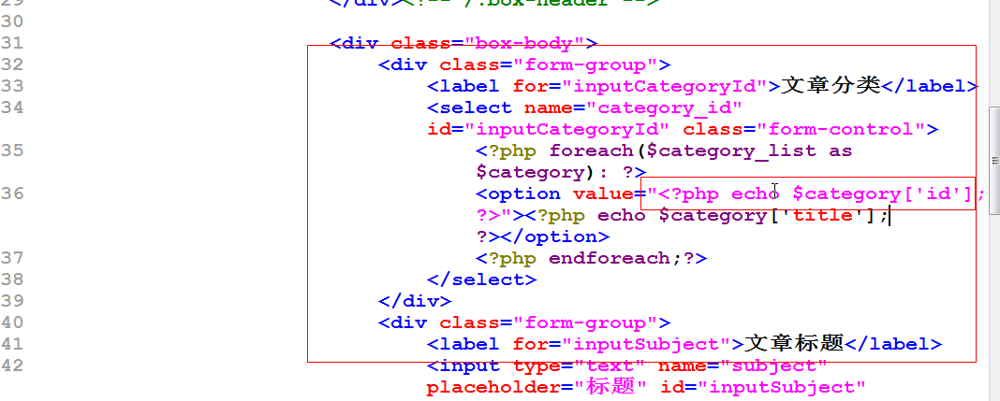 29 </div><!-- /.box-header -->
30
31 <div class="box-body">
32 <div class="form-group">
33 <label for="inputCategoryId">文章分类</label>
34 <select name="category_id"
id="inputCategoryId" class="form-control">
35 <?php foreach($category_list as
$category): ?>
36 <option value="<?php echo $category['id'];
?>"><?php echo $category['title'];
?></option>
37 <?php endforeach;?>
38 </select>
39 </div>
40 <div class="form-group">
41 <label for="inputSubject">文章标题</label>
42 <input type="text" name="subject"
placeholder="标题" id="inputSubject"